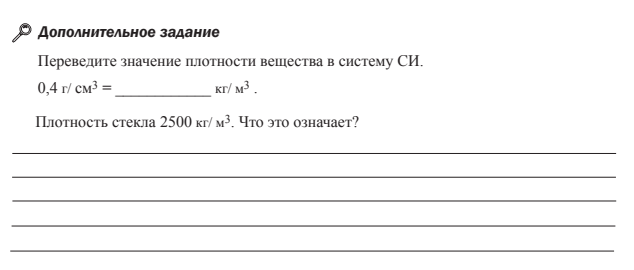 Дополнительное задание
Переведите значение плотности вещества в систему СИ.
0,4 г/ см³ = ____________ кг/ м³ .
Плотность стекла 2500 кг/ м³. Что это означает?